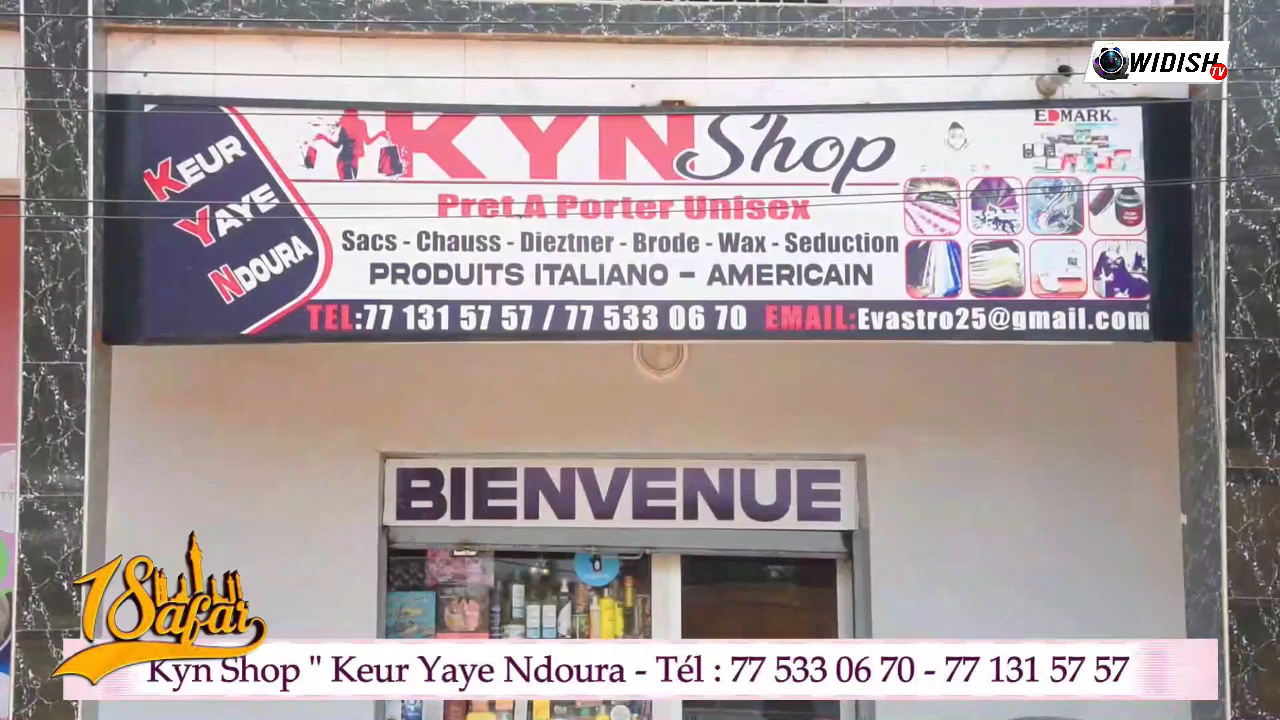 WIDISH TV
KEUR
YAYE
NDOURA
KYN Shop
EDMARK
Pret A Porter Unisex
Sacs - Chauss - Dieztner - Brode - Wax - Seduction
PRODUITS ITALIANO - AMERICAIN
TEL:77 131 57 57 / 77 533 06 70 EMAIL:Evastro25@gmail.com
BIENVENUE
18 Safar
Kyn Shop " Keur Yaye Ndoura - Tél : 77 533 06 70 - 77 131 57 57